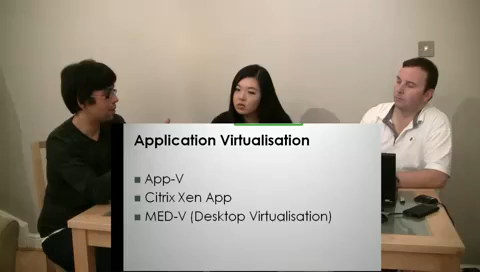 Application Virtualisation
App-V
Citrix Xen App
MED-V (Desktop Virtualisation)